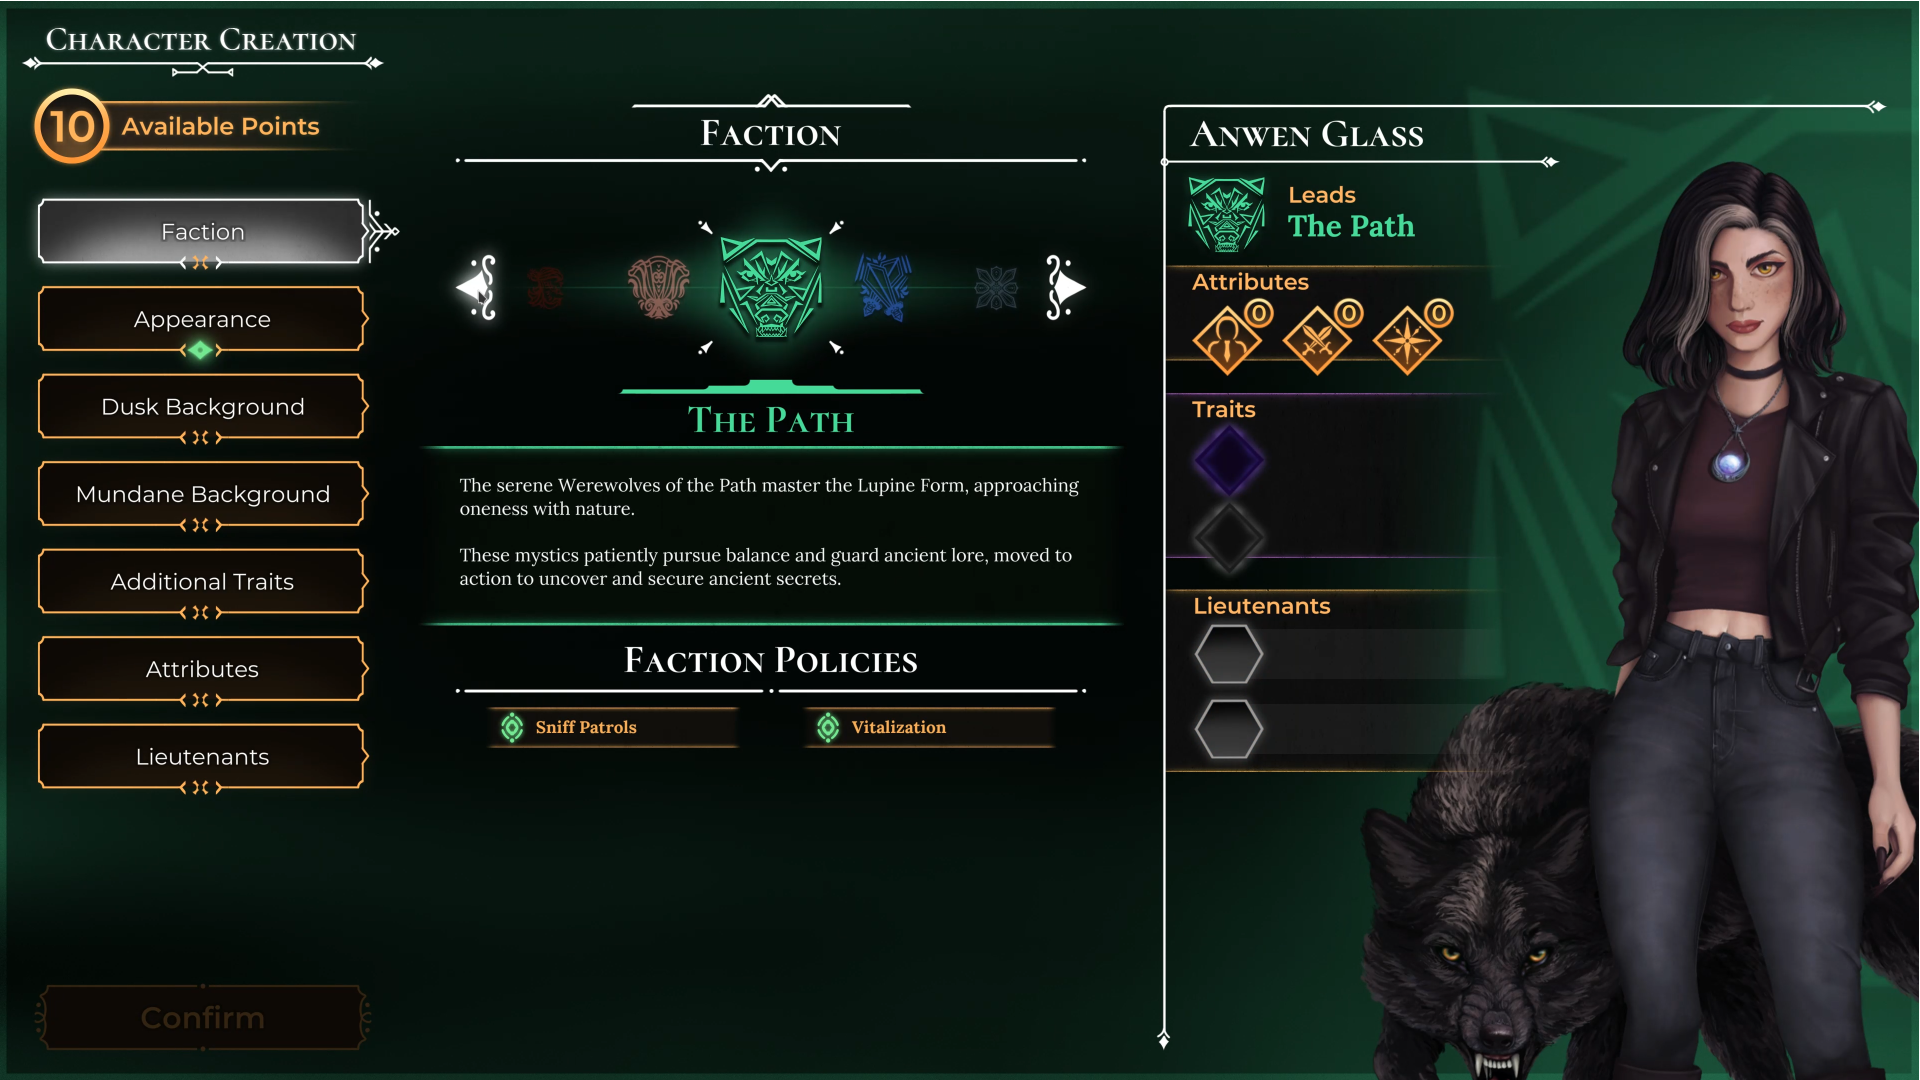 Character Creation
10 Available Points
Faction
Appearance
Dusk Background
Mundane Background
Additional Traits
Attributes
Lieutenants
Confirm
Faction
The Path
The serene Werewolves of the Path master the Lupine Form, approaching
oneness with nature.
These mystics patiently pursue balance and guard ancient lore, moved to
action to uncover and secure ancient secrets.
Faction Policies
Sniff Patrols
Vitalization
Anwen Glass
Leads
The Path
Attributes
0 0 0
Traits
Lieutenants